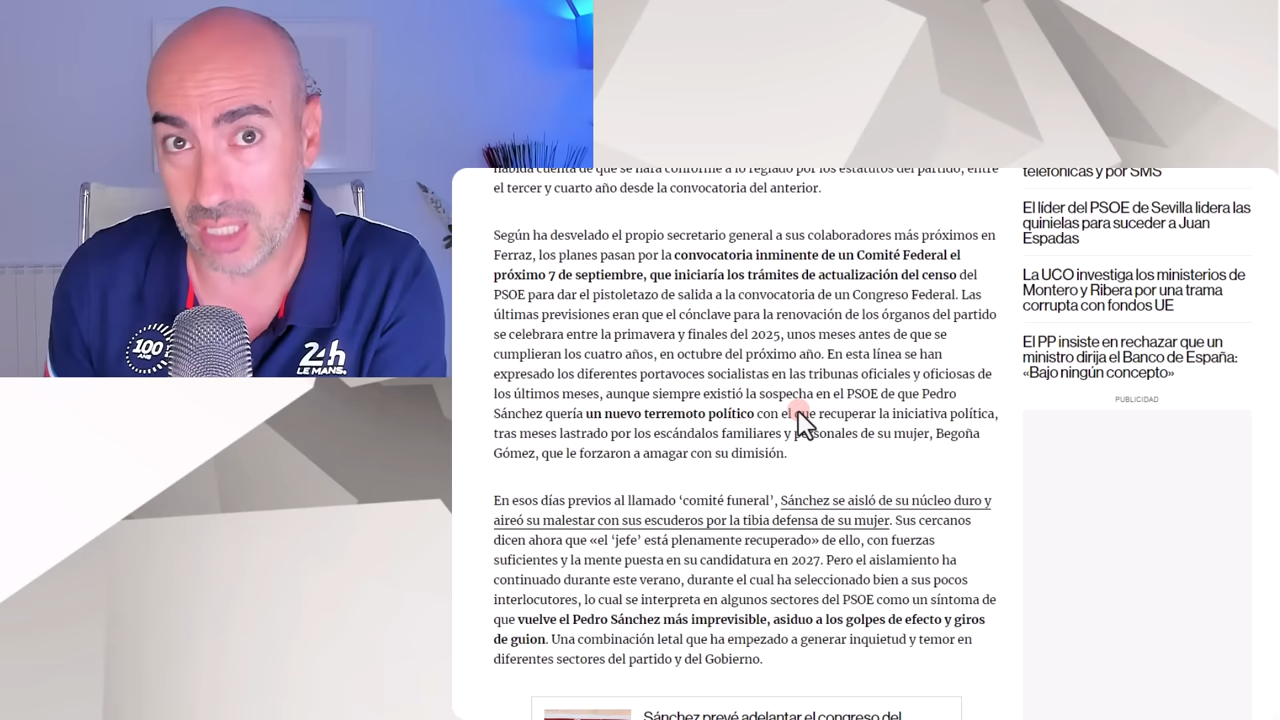 100
24h
LE MANS.
habida cuenta de que se hará conforme a lo reglado por los estatutos del partido, entre
el tercer y cuarto año desde la convocatoria del anterior.
Según ha desvelado el propio secretario general a sus colaboradores más próximos en
Ferraz, los planes pasan por la convocatoria inminente de un Comité Federal el
próximo 7 de septiembre, que iniciaría los trámites de actualización del censo del
PSOE para dar el pistoletazo de salida a la convocatoria de un Congreso Federal. Las
últimas previsiones eran que el cónclave para la renovación de los órganos del partido
se celebrara entre la primavera y finales del 2025, unos meses antes de que se
cumplieran los cuatro años, en octubre del próximo año. En esta línea se han
expresado los diferentes portavoces socialistas en las tribunas oficiales y oficiosas de
los últimos meses, aunque siempre existió la sospecha en el PSOE de que Pedro
Sánchez quería un nuevo terremoto político con el que recuperar la iniciativa política,
tras meses lastrado por los escándalos familiares y personales de su mujer, Begoña
Gómez, que le forzaron a amagar con su dimisión.
En esos días previos al llamado ‘comité funeral’, Sánchez se aisló de su núcleo duro y
aireó su malestar con sus escuderos por la tibia defensa de su mujer. Sus cercanos
dicen ahora que «el ‘jefe’ está plenamente recuperado» de ello, con fuerzas
suficientes y la mente puesta en su candidatura en 2027. Pero el aislamiento ha
continuado durante este verano, durante el cual ha seleccionado bien a sus pocos
interlocutores, lo cual se interpreta en algunos sectores del PSOE como un síntoma de
que vuelve el Pedro Sánchez más imprevisible, asiduo a los golpes de efecto y giros
de guion. Una combinación letal que ha empezado a generar inquietud y temor en
diferentes sectores del partido y del Gobierno.
Sánchez prevé adelantar el congreso del
telefónicas y por SMS
El líder del PSOE de Sevilla lidera las
quinielas para suceder a Juan
Espadas
La UCO investiga los ministerios de
Montero y Ribera por una trama
corrupta con fondos UE
El PP insiste en rechazar que un
ministro dirija el Banco de España:
«Bajo ningún concepto»
PUBLICIDAD